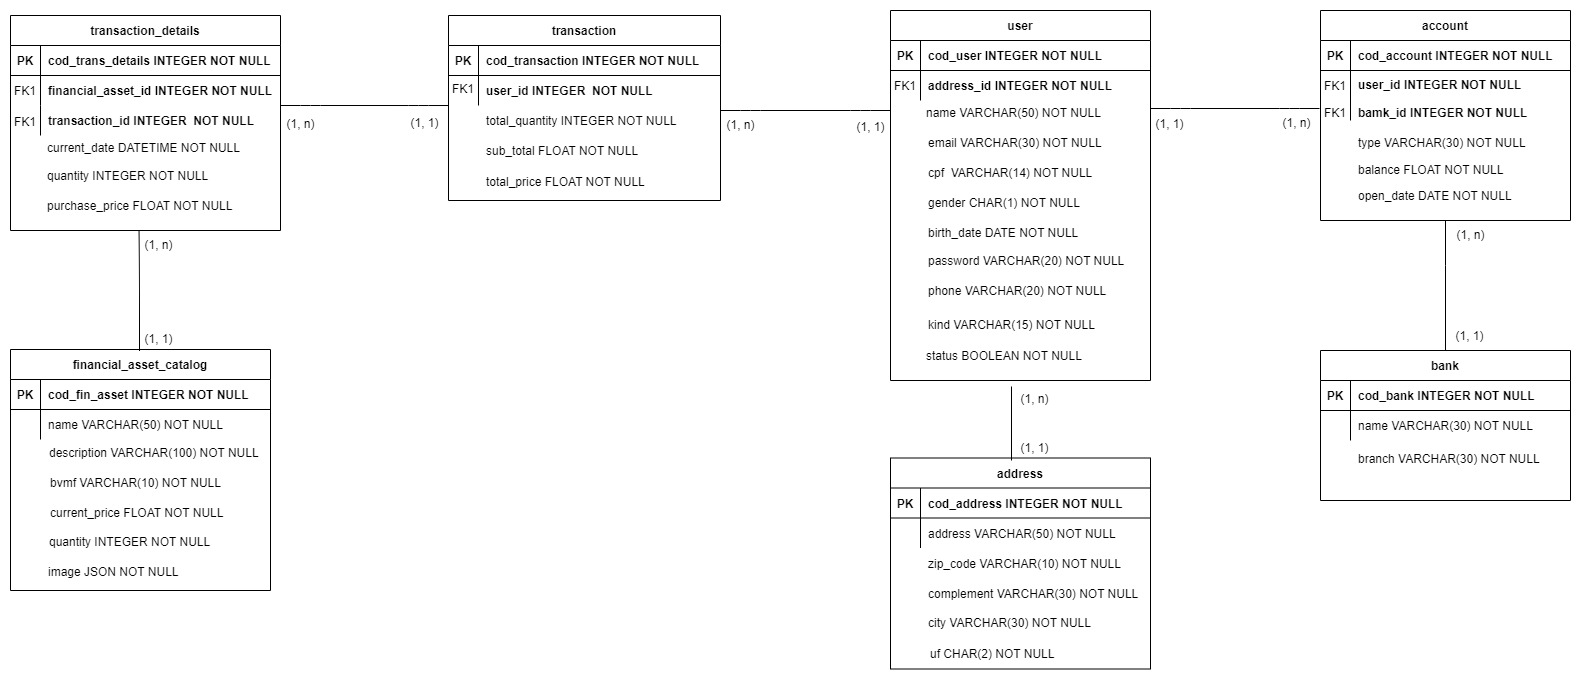 transaction_details
PK cod_trans_details INTEGER NOT NULL
FK1 financial_asset_id INTEGER NOT NULL
FK1 transaction_id INTEGER NOT NULL
current_date DATETIME NOT NULL
quantity INTEGER NOT NULL
purchase_price FLOAT NOT NULL
(1, n)
(1, 1)
transaction
PK cod_transaction INTEGER NOT NULL
FK1 user_id INTEGER NOT NULL
total_quantity INTEGER NOT NULL
sub_total FLOAT NOT NULL
total_price FLOAT NOT NULL
(1, n)
(1, 1)
user
PK cod_user INTEGER NOT NULL
FK1 address_id INTEGER NOT NULL
name VARCHAR(50) NOT NULL
email VARCHAR(30) NOT NULL
cpf VARCHAR(14) NOT NULL
gender CHAR(1) NOT NULL
birth_date DATE NOT NULL
password VARCHAR(20) NOT NULL
phone VARCHAR(20) NOT NULL
kind VARCHAR(15) NOT NULL
status BOOLEAN NOT NULL
(1, 1)
(1, n)
account
PK cod_account INTEGER NOT NULL
FK1 user_id INTEGER NOT NULL
FK1 bamk_id INTEGER NOT NULL
type VARCHAR(30) NOT NULL
balance FLOAT NOT NULL
open_date DATE NOT NULL
(1, n)
(1, 1)
financial_asset_catalog
PK cod_fin_asset INTEGER NOT NULL
name VARCHAR(50) NOT NULL
description VARCHAR(100) NOT NULL
bvmf VARCHAR(10) NOT NULL
current_price FLOAT NOT NULL
quantity INTEGER NOT NULL
image JSON NOT NULL
(1, n)
(1, 1)
address
PK cod_address INTEGER NOT NULL
address VARCHAR(50) NOT NULL
zip_code VARCHAR(10) NOT NULL
complement VARCHAR(30) NOT NULL
city VARCHAR(30) NOT NULL
uf CHAR(2) NOT NULL
(1, n)
(1, 1)
bank
PK cod_bank INTEGER NOT NULL
name VARCHAR(30) NOT NULL
branch VARCHAR(30) NOT NULL